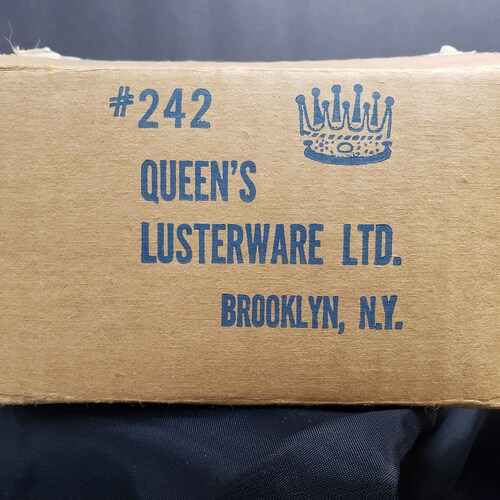 #242
QUEEN'S
LUSTERWARE LTD.
BROOKLYN, N.Y.